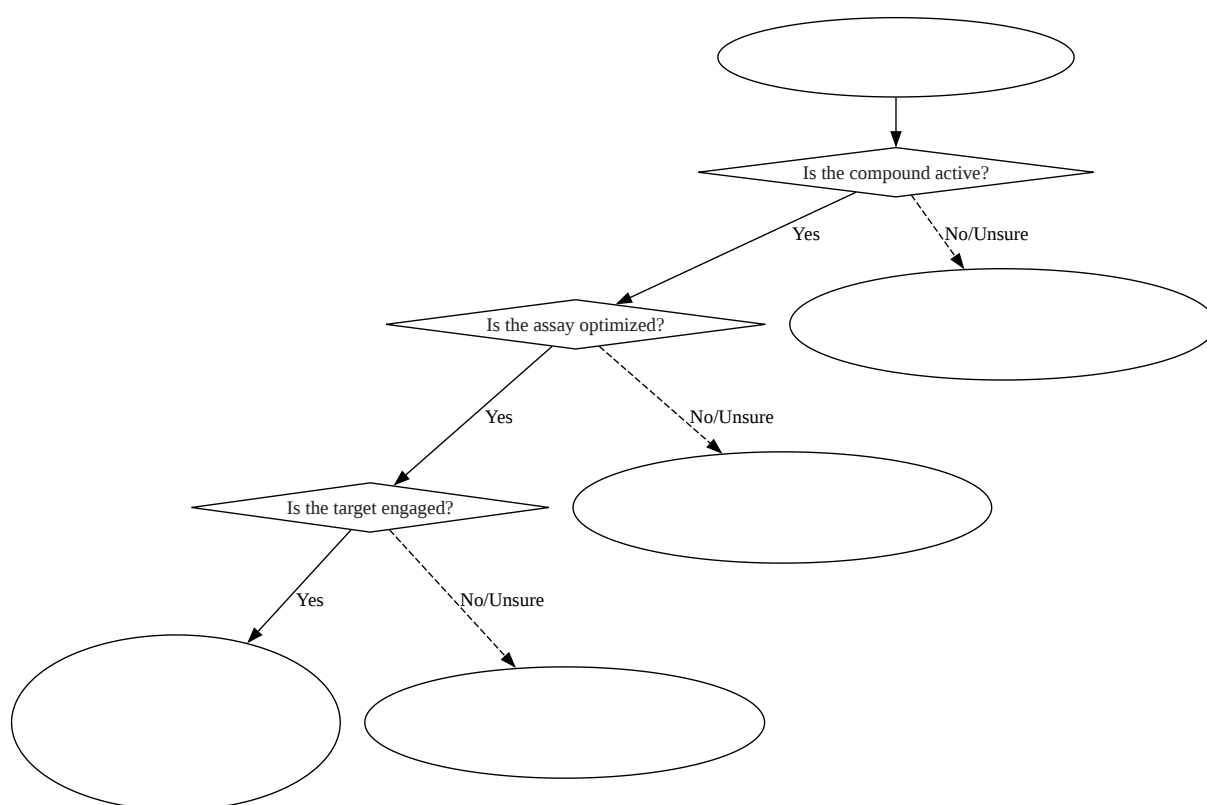 Is the compound active?
Yes
No/Unsure
Is the assay optimized?
Yes
No/Unsure
Is the target engaged?
Yes
No/Unsure